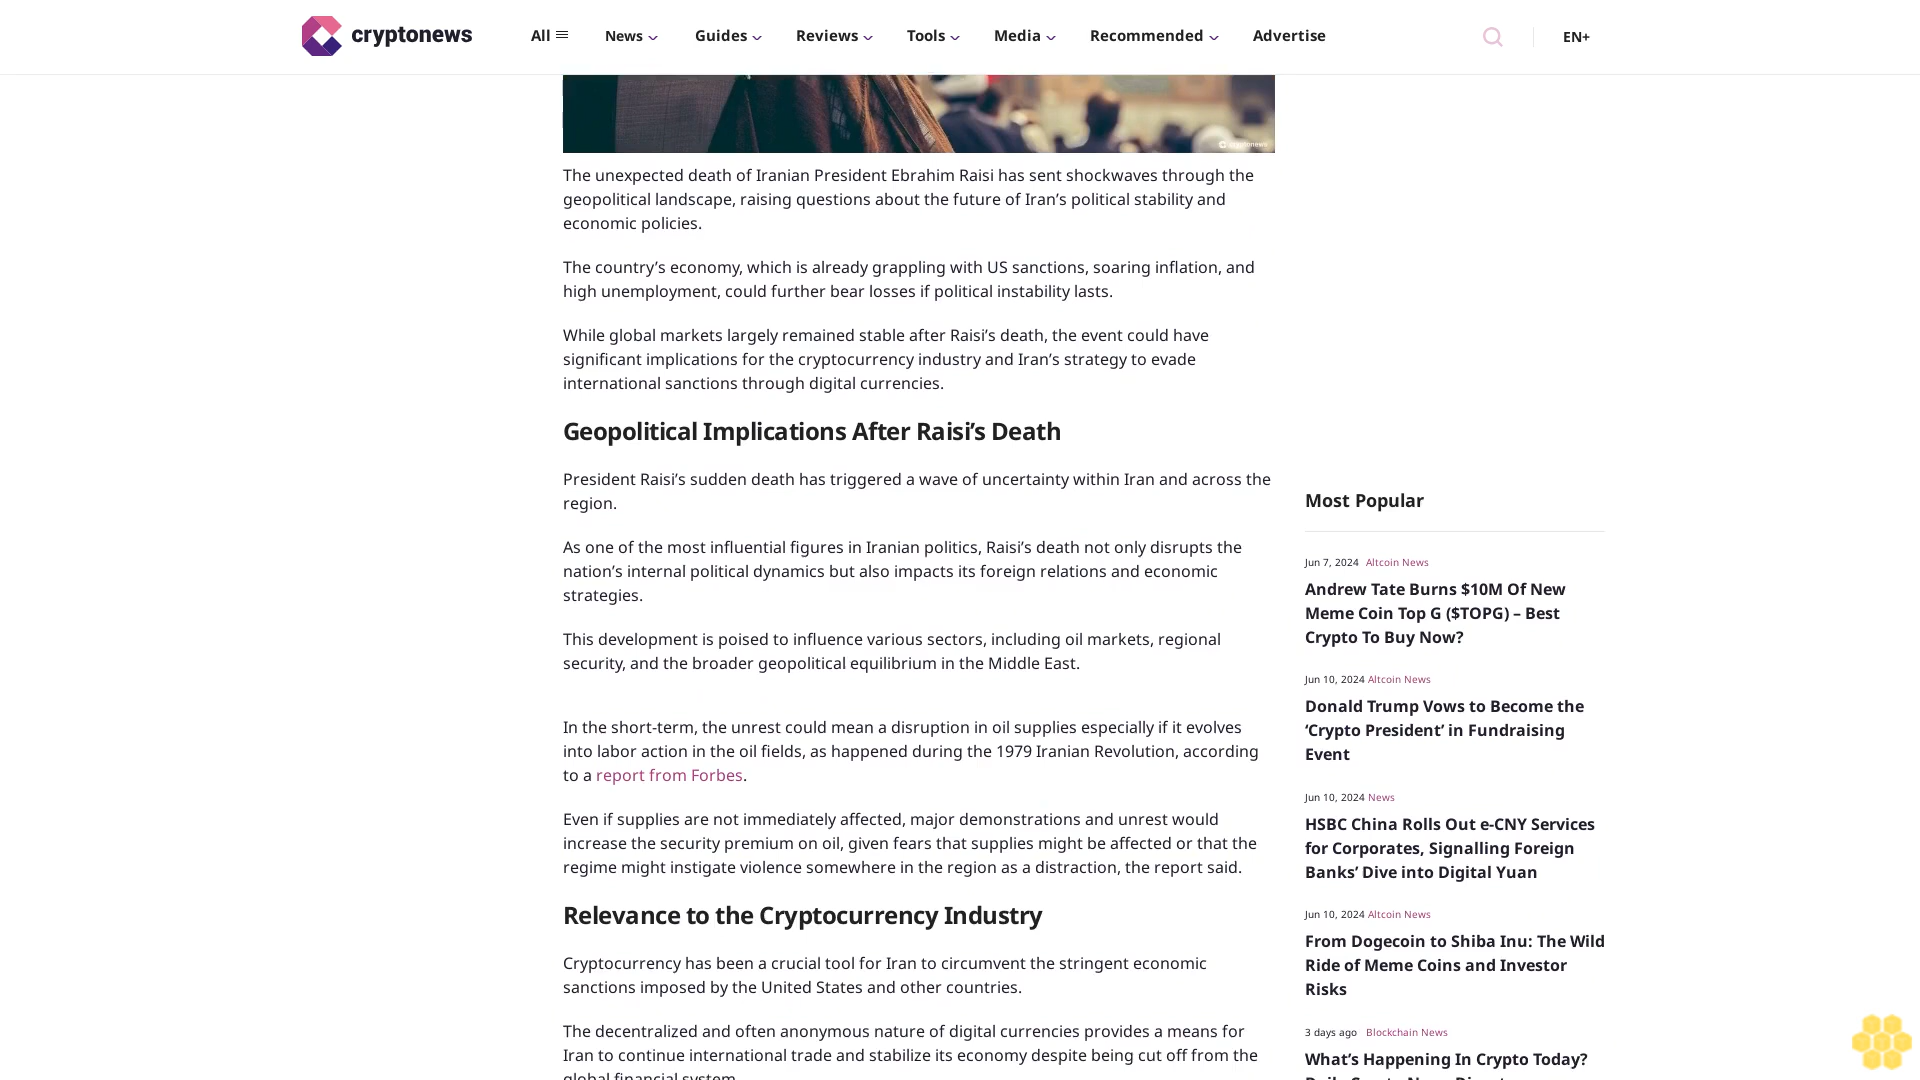 cryptonews
All
News
Guides
Reviews
Tools
Media
Recommended
Advertise
EN+
cryptonews
The unexpected death of Iranian President Ebrahim Raisi has sent shockwaves through the
geopolitical landscape, raising questions about the future of Iran’s political stability and
economic policies.
The country’s economy, which is already grappling with US sanctions, soaring inflation, and
high unemployment, could further bear losses if political instability lasts.
While global markets largely remained stable after Raisi’s death, the event could have
significant implications for the cryptocurrency industry and Iran’s strategy to evade
international sanctions through digital currencies.
Geopolitical Implications After Raisi’s Death
President Raisi’s sudden death has triggered a wave of uncertainty within Iran and across the
region.
As one of the most influential figures in Iranian politics, Raisi’s death not only disrupts the
nation’s internal political dynamics but also impacts its foreign relations and economic
strategies.
This development is poised to influence various sectors, including oil markets, regional
security, and the broader geopolitical equilibrium in the Middle East.
In the short-term, the unrest could mean a disruption in oil supplies especially if it evolves
into labor action in the oil fields, as happened during the 1979 Iranian Revolution, according
to a report from Forbes.
Even if supplies are not immediately affected, major demonstrations and unrest would
increase the security premium on oil, given fears that supplies might be affected or that the
regime might instigate violence somewhere in the region as a distraction, the report said.
Relevance to the Cryptocurrency Industry
Cryptocurrency has been a crucial tool for Iran to circumvent the stringent economic
sanctions imposed by the United States and other countries.
The decentralized and often anonymous nature of digital currencies provides a means for
Iran to continue international trade and stabilize its economy despite being cut off from the
global financial system.
Most Popular
Jun 7, 2024 Altcoin News
Andrew Tate Burns $10M Of New
Meme Coin Top G ($TOPG) – Best
Crypto To Buy Now?
Jun 10, 2024 Altcoin News
Donald Trump Vows to Become the
‘Crypto President’ in Fundraising
Event
Jun 10, 2024 News
HSBC China Rolls Out e-CNY Services
for Corporates, Signalling Foreign
Banks’ Dive into Digital Yuan
Jun 10, 2024 Altcoin News
From Dogecoin to Shiba Inu: The Wild
Ride of Meme Coins and Investor
Risks
3 days ago Blockchain News
What’s Happening In Crypto Today?
Daily Crypto News Digest